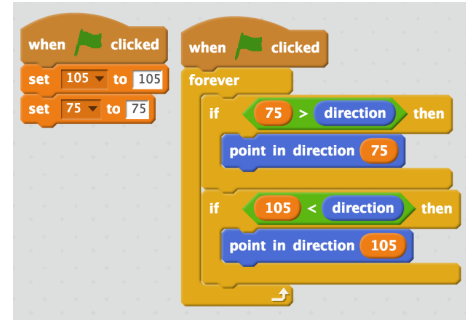 when clicked
set 105 to 105
set 75 to 75
when clicked
forever
if 75 > direction then
point in direction 75
if 105 < direction then
point in direction 105